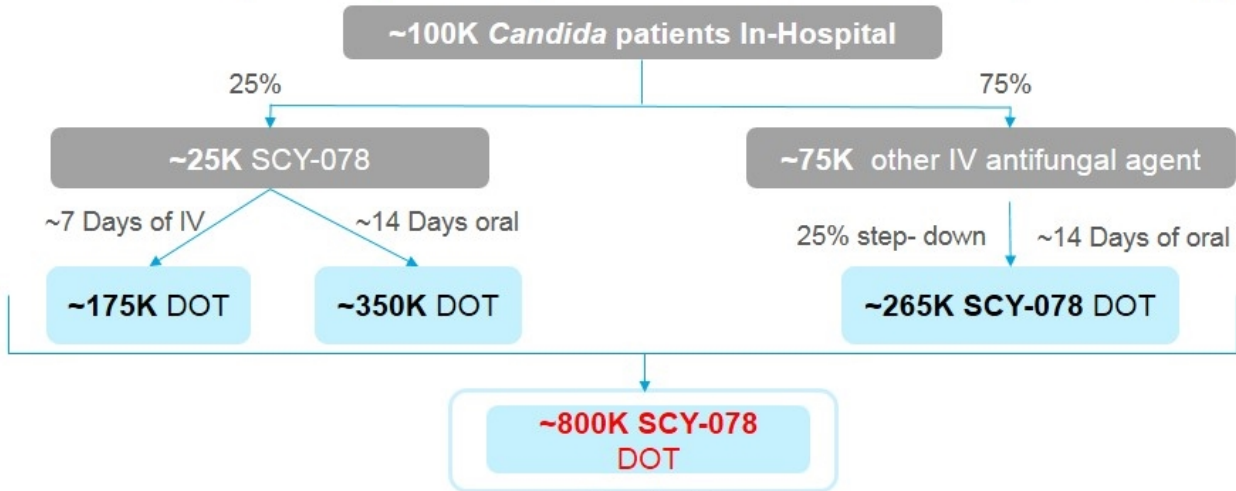 ~100K Candida patients In-Hospital
25%
75%
~25K SCY-078
~75K other IV antifungal agent
~7 Days of IV
~14 Days oral
25% step- down
~14 Days of oral
~175K DOT
~350K DOT
~265K SCY-078 DOT
~800K SCY-078
DOT